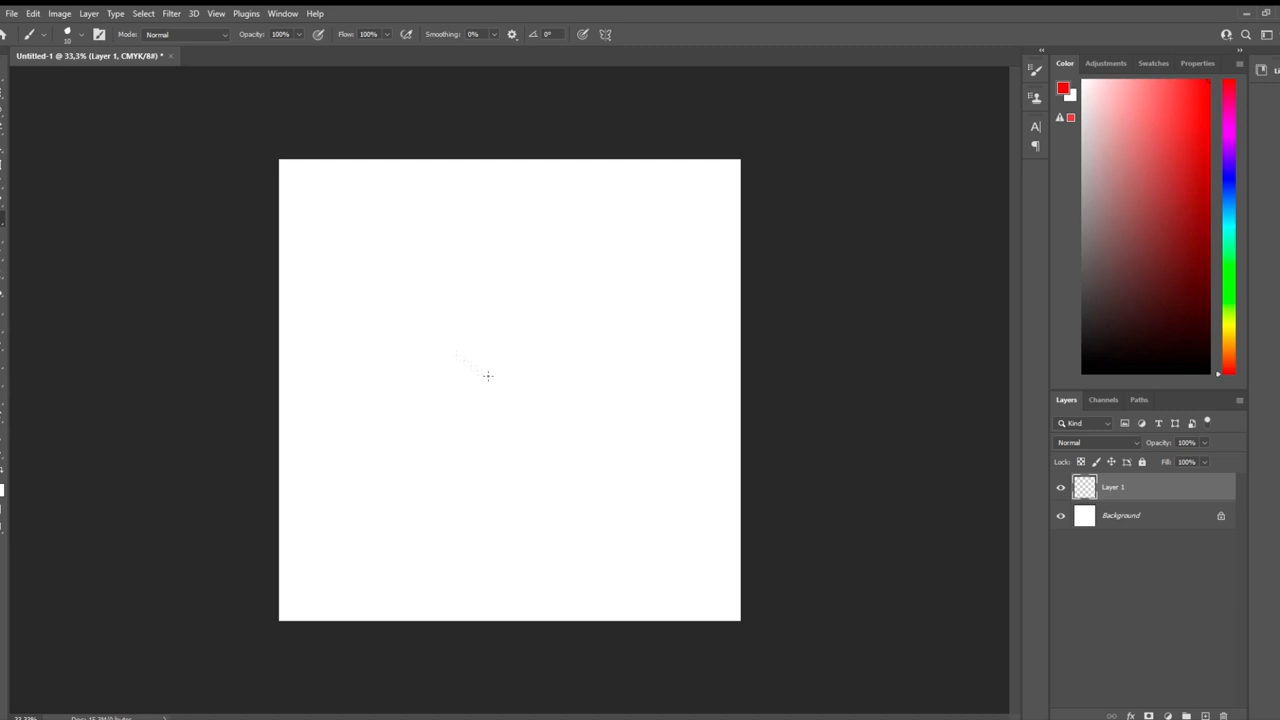 File Edit Image Layer Type Select Filter 3D View Plugins Window Help
10 Mode: Normal Opacity: 100% Flow: 100% Smoothing: 0% 0°
Untitled-1 @ 33,3% (Layer 1, CMYK/8#) * ×
Color Adjustments Swatches Properties
Layers Channels Paths
Kind
Normal Opacity: 100%
Lock: Fill: 100%
Layer 1
Background